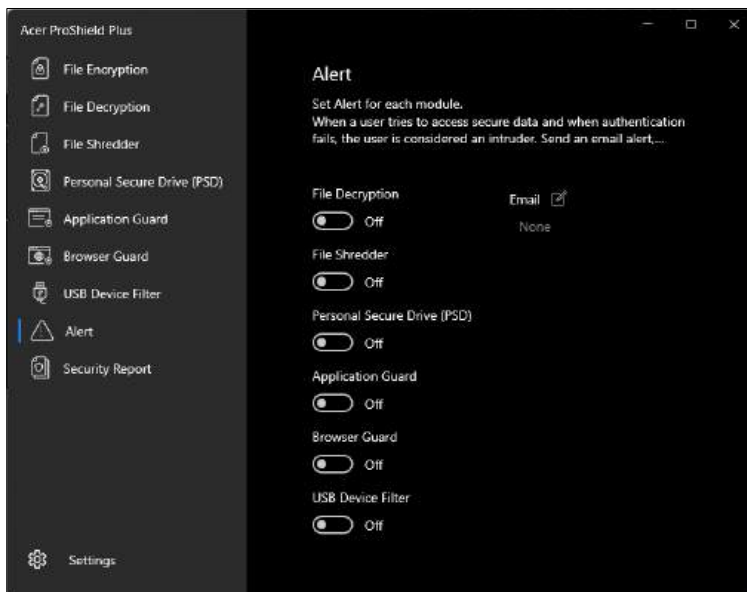 Acer ProShield Plus
File Encryption
File Decryption
File Shredder
Personal Secure Drive (PSD)
Application Guard
Browser Guard
USB Device Filter
Alert
Security Report
Settings
Alert
Set Alert for each module.
When a user tries to access secure data and when authentication
fails, the user is considered an intruder. Send an email alert,...
File Decryption
Off
Email
None
File Shredder
Off
Personal Secure Drive (PSD)
Off
Application Guard
Off
Browser Guard
Off
USB Device Filter
Off